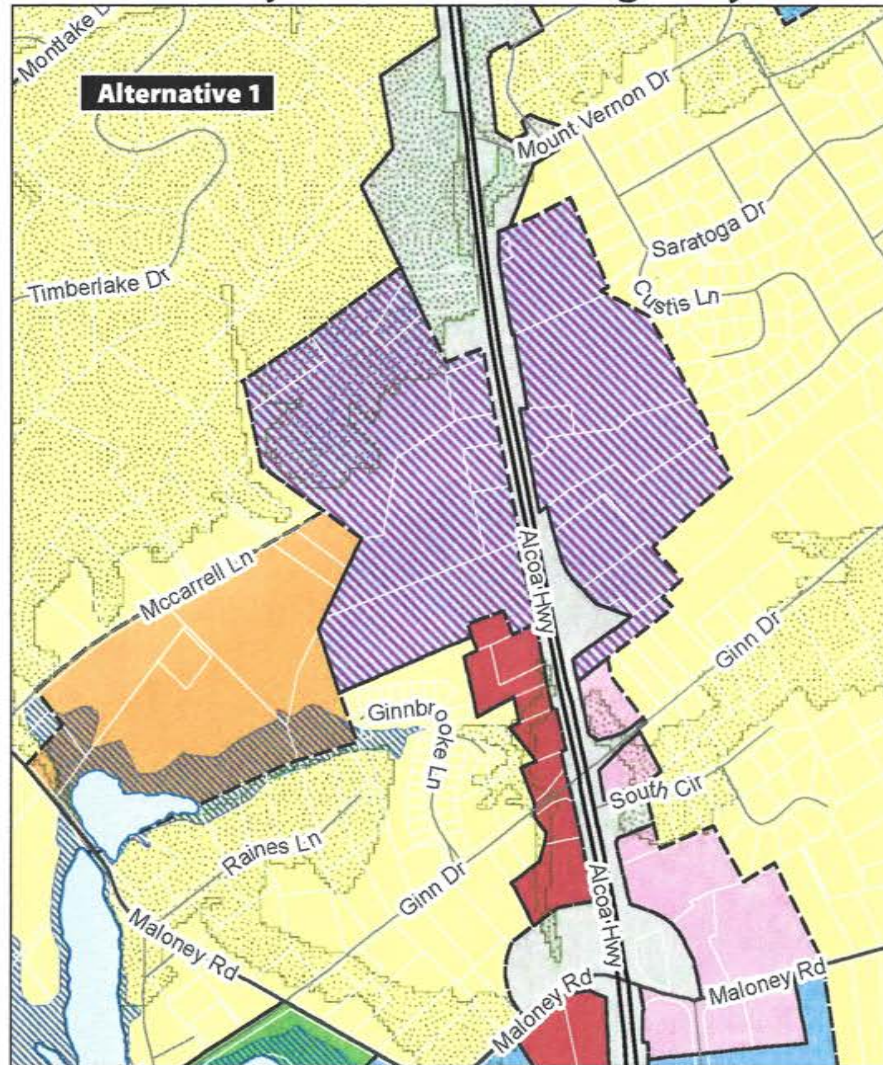 Montlake D
Alternative 1
Mount Vernon Dr
Saratoga Dr
Timberlake Dr
Custis Ln
Alcoa Hwy
Mccarrell Ln
Ginn Dr
Ginnbrooke Ln
South Cir
Raines Ln
Ginn Dr
Alcoa Hwy
Maloney Rd
Maloney Rd
Maloney Rd